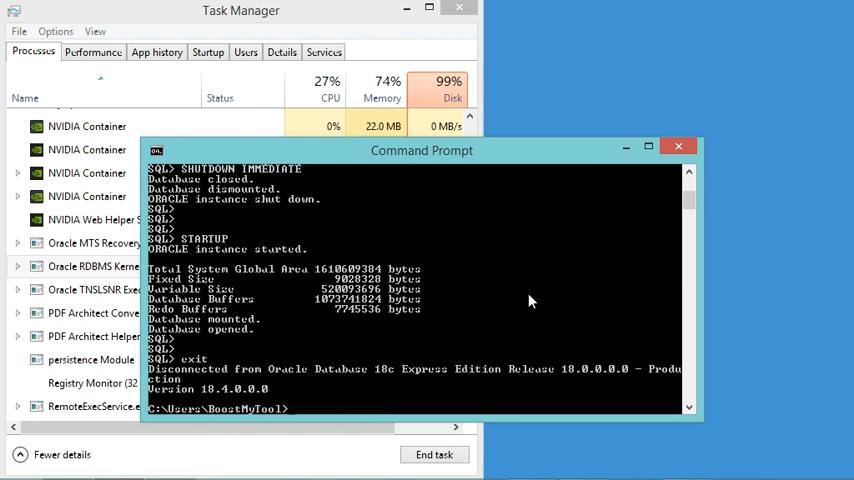 Task Manager
File Options View
Processes Performance App history Startup Users Details Services
27% 74% 99%
Name Status CPU Memory Disk
NVIDIA Container 0% 22.0 MB 0 MB/s
NVIDIA Container
NVIDIA Container
NVIDIA Container
NVIDIA Web Helper S
Oracle MTS Recovery
Oracle RDBMS Kerne
Oracle TNSLSNR Exec
PDF Architect Conve
PDF Architect Helper
persistence Module
Registry Monitor (32
RemoteExecService.e
Fewer details
End task
Command Prompt
SQL> SHUTDOWN IMMEDIATE
Database closed.
Database dismounted.
ORACLE instance shut down.
SQL>
SQL>
SQL>
SQL> STARTUP
ORACLE instance started.
Total System Global Area 1610609384 bytes
Fixed Size 9028328 bytes
Variable Size 520093696 bytes
Database Buffers 1073741824 bytes
Redo Buffers 7745536 bytes
Database mounted.
Database opened.
SQL>
SQL>
SQL> exit
Disconnected from Oracle Database 18c Express Edition Release 18.0.0.0.0 - Produ
ction
Version 18.4.0.0.0
C:\Users\BoostMyTool>